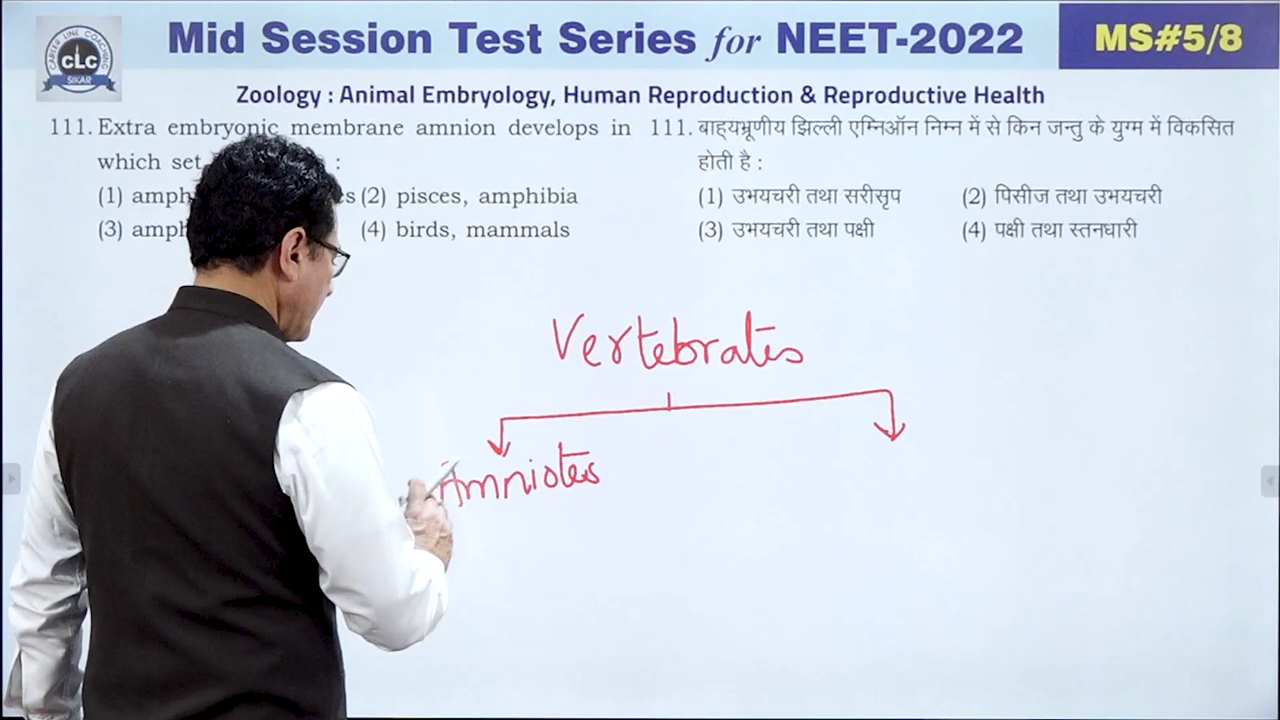 Mid Session Test Series for NEET-2022
MS#5/8
CAREER LINE COACHING
CLC
SIKAR
Zoology : Animal Embryology, Human Reproduction & Reproductive Health
111. Extra embryonic membrane amnion develops in
which set :
(1) amph es (2) pisces, amphibia
(3) amph (4) birds, mammals
111. बाह्यभ्रूणीय झिल्ली एम्निऑन निम्न में से किन जन्तु के युग्म में विकसित
होती है :
(1) उभयचरी तथा सरीसृप (2) पिसीज तथा उभयचरी
(3) उभयचरी तथा पक्षी (4) पक्षी तथा स्तनधारी
Vertebrates
Amniotes